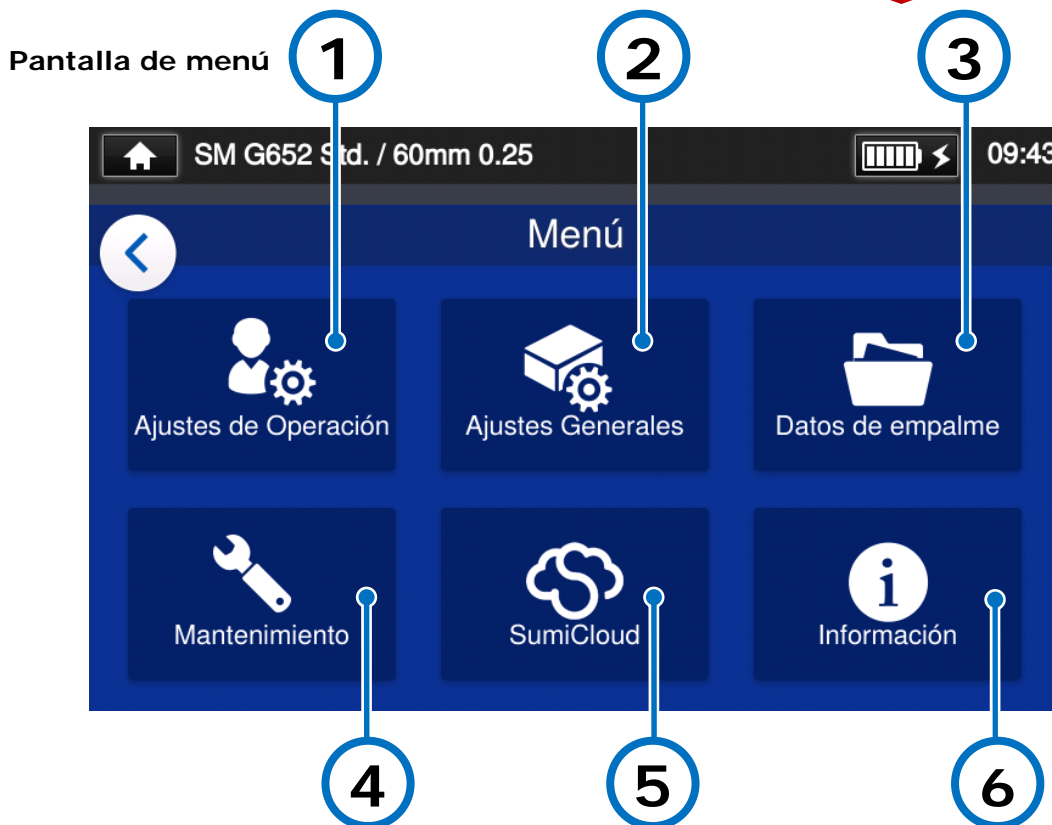 1 2 3
Pantalla de menú
SM G652 Std. / 60mm 0.25 09:43
Menú
Ajustes de Operación Ajustes Generales Datos de empalme
Mantenimiento SumiCloud Información
4 5 6